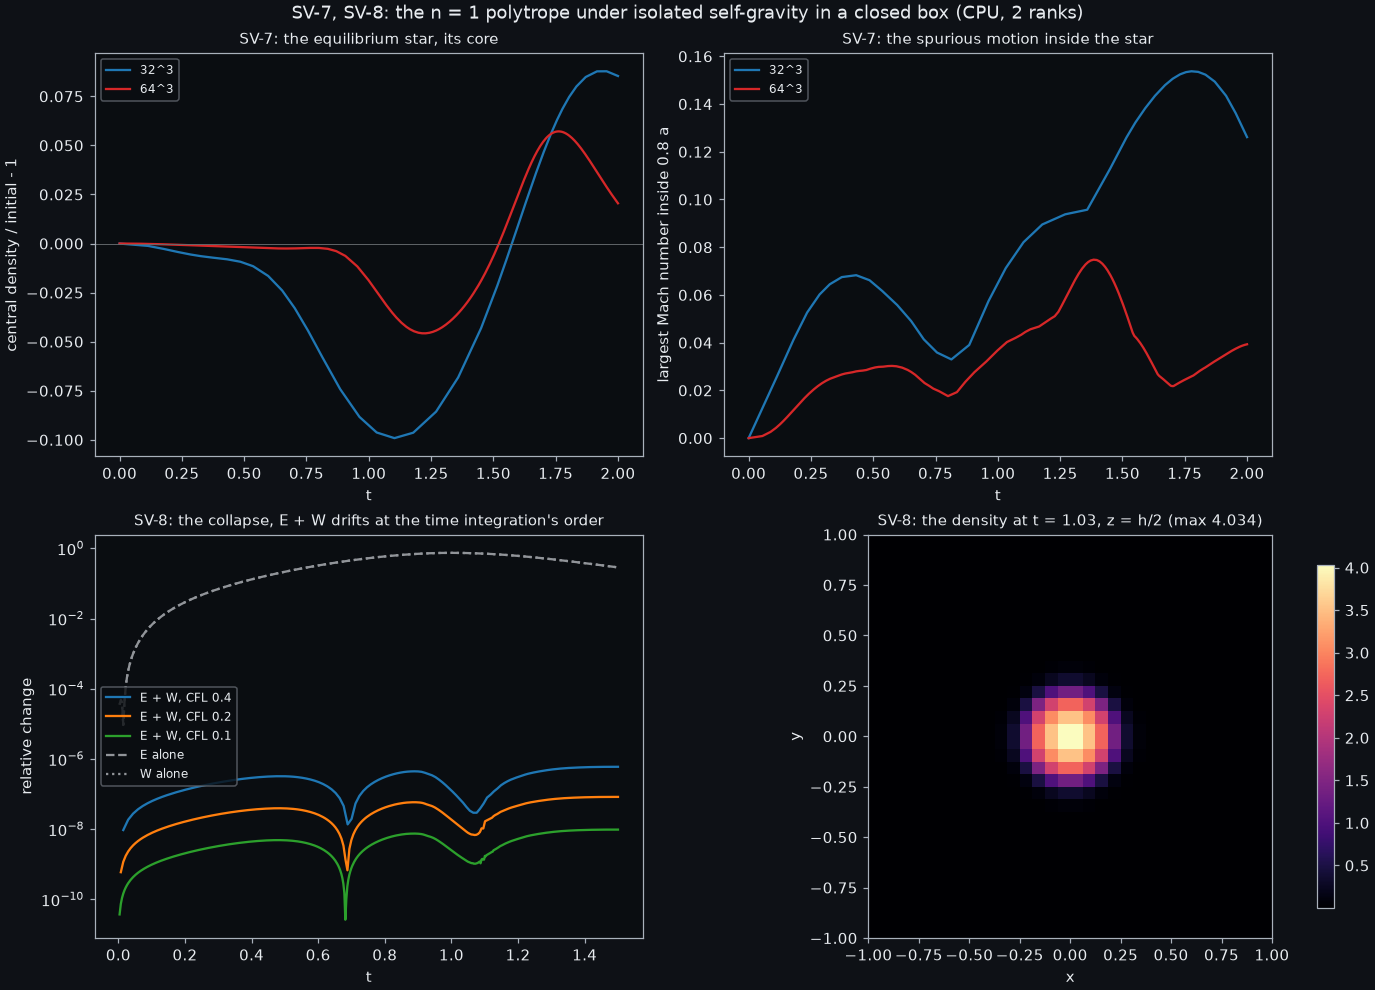 SV-7, SV-8: the n = 1 polytrope under isolated self-gravity in a closed box (CPU, 2 ranks)
SV-7: the equilibrium star, its core
32^3
64^3
central density / initial - 1
0.075
0.050
0.025
0.000
−0.025
−0.050
−0.075
−0.100
0.00 0.25 0.50 0.75 1.00 1.25 1.50 1.75 2.00
t
SV-7: the spurious motion inside the star
32^3
64^3
largest Mach number inside 0.8 a
0.16
0.14
0.12
0.10
0.08
0.06
0.04
0.02
0.00
0.00 0.25 0.50 0.75 1.00 1.25 1.50 1.75 2.00
t
SV-8: the collapse, E + W drifts at the time integration's order
relative change
10⁰
10⁻²
10⁻⁴
10⁻⁶
10⁻⁸
10⁻¹⁰
E + W, CFL 0.4
E + W, CFL 0.2
E + W, CFL 0.1
E alone
W alone
0.0 0.2 0.4 0.6 0.8 1.0 1.2 1.4
t
SV-8: the density at t = 1.03, z = h/2 (max 4.034)
y
1.00
0.75
0.50
0.25
0.00
−0.25
−0.50
−0.75
−1.00
−1.00 −0.75 −0.50 −0.25 0.00 0.25 0.50 0.75 1.00
x
4.0
3.5
3.0
2.5
2.0
1.5
1.0
0.5